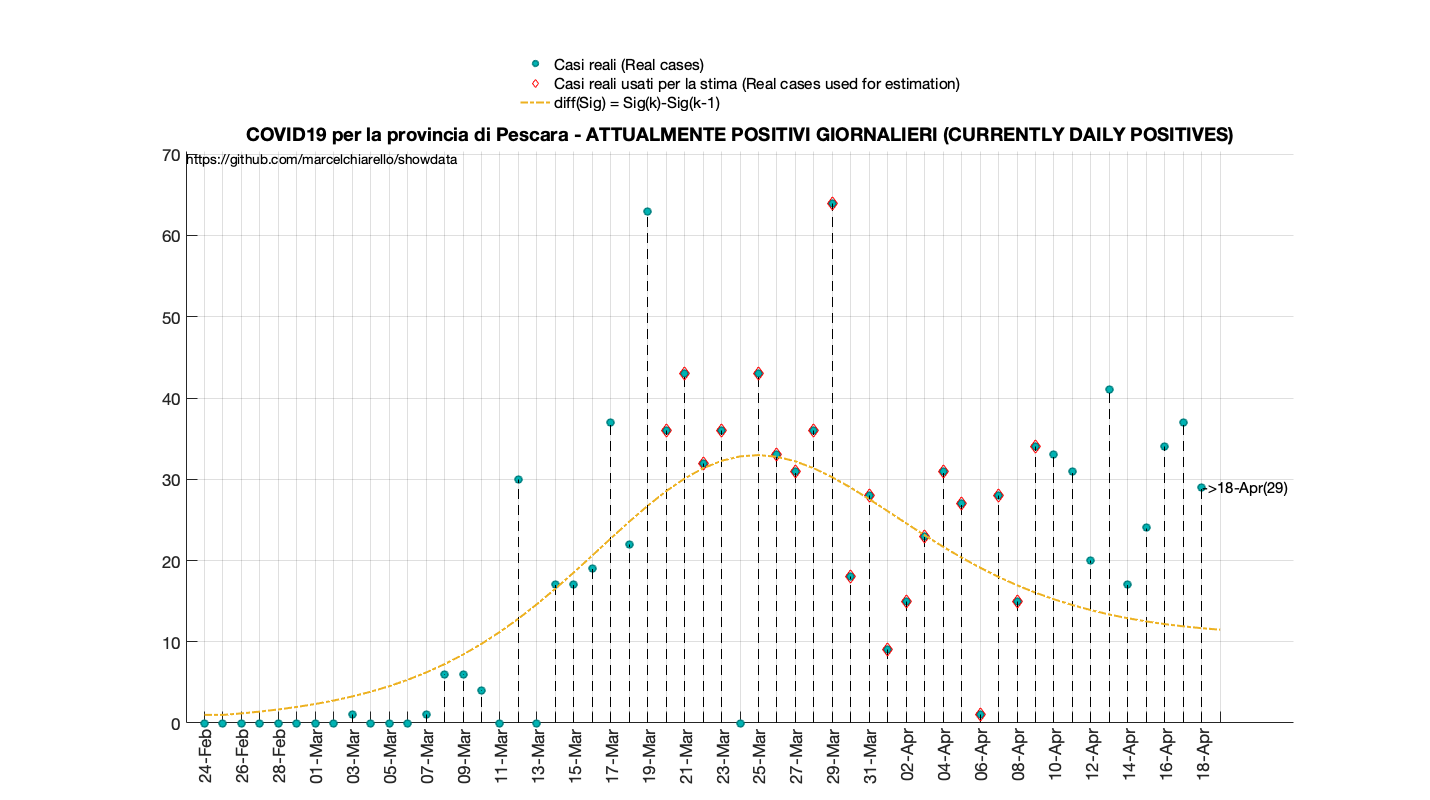 Casi reali (Real cases)
Casi reali usati per la stima (Real cases used for estimation)
diff(Sig) = Sig(k)-Sig(k-1)
COVID19 per la provincia di Pescara - ATTUALMENTE POSITIVI GIORNALIERI (CURRENTLY DAILY POSITIVES)
https://github.com/marcelchiarello/showdata
70
60
50
40
30
20
10
0
->18-Apr(29)
24-Feb
26-Feb
28-Feb
01-Mar
03-Mar
05-Mar
07-Mar
09-Mar
11-Mar
13-Mar
15-Mar
17-Mar
19-Mar
21-Mar
23-Mar
25-Mar
27-Mar
29-Mar
31-Mar
02-Apr
04-Apr
06-Apr
08-Apr
10-Apr
12-Apr
14-Apr
16-Apr
18-Apr